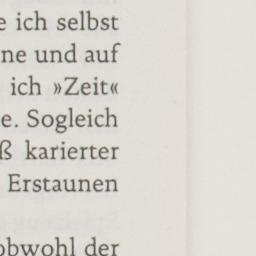 ich selbst
ne und auf
ich »Zeit«
e. Sogleich
ß karierter
Erstaunen
obwohl der